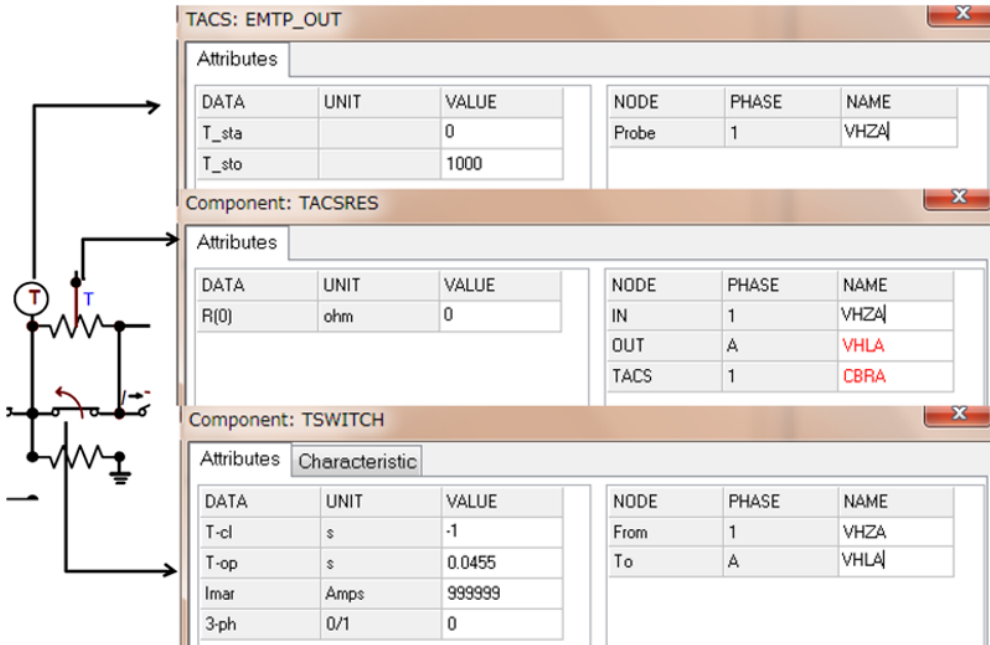 TACS: EMTP_OUT
X
Attributes
DATA UNIT VALUE
T_sta 0
T_sto 1000
NODE PHASE NAME
Probe 1 VHZA
Component: TACSRES
X
Attributes
DATA UNIT VALUE
R(0) ohm 0
NODE PHASE NAME
IN 1 VHZA
OUT A VHLA
TACS 1 CBRA
Component: TSWITCH
X
Attributes Characteristic
DATA UNIT VALUE
T-cl s -1
T-op s 0.0455
Imar Amps 999999
3-ph 0/1 0
NODE PHASE NAME
From 1 VHZA
To A VHLA
T
T
I